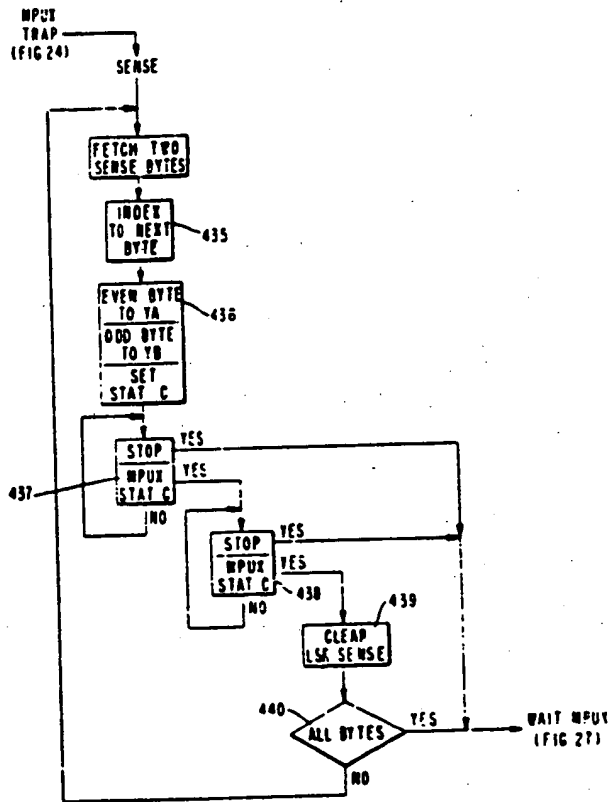 MPUX
TRAP
(FIG 24)
SENSE
FETCH TWO
SENSE BYTES
INDEX
TO NEXT
BYTE
435
EVEN BYTE
TO YA
ODD BYTE
TO YB
SET
STAT C
436
STOP
YES
MPUX
STAT C
YES
437
NO
STOP
YES
MPUX
STAT C
YES
438
NO
439
CLEAR
LSR SENSE
440
ALL BYTES
YES
WAIT MPUX
(FIG 27)
NO